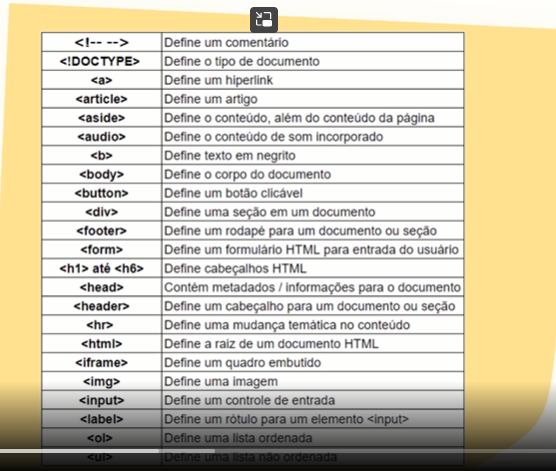 <!-- --> Define um comentário
<!DOCTYPE> Define o tipo de documento
<a> Define um hiperlink
<article> Define um artigo
<aside> Define o conteúdo, além do conteúdo da página
<audio> Define o conteúdo de som incorporado
<b> Define texto em negrito
<body> Define o corpo do documento
<button> Define um botão clicável
<div> Define uma seção em um documento
<footer> Define um rodapé para um documento ou seção
<form> Define um formulário HTML para entrada do usuário
<h1> até <h6> Define cabeçalhos HTML
<head> Contém metadados / informações para o documento
<header> Define um cabeçalho para um documento ou seção
<hr> Define uma mudança temática no conteúdo
<html> Define a raiz de um documento HTML
<iframe> Define um quadro embutido
<img> Define uma imagem
<input> Define um controle de entrada
<label> Define um rótulo para um elemento <input>
<ol> Define uma lista ordenada
<ul> Define uma lista não ordenada